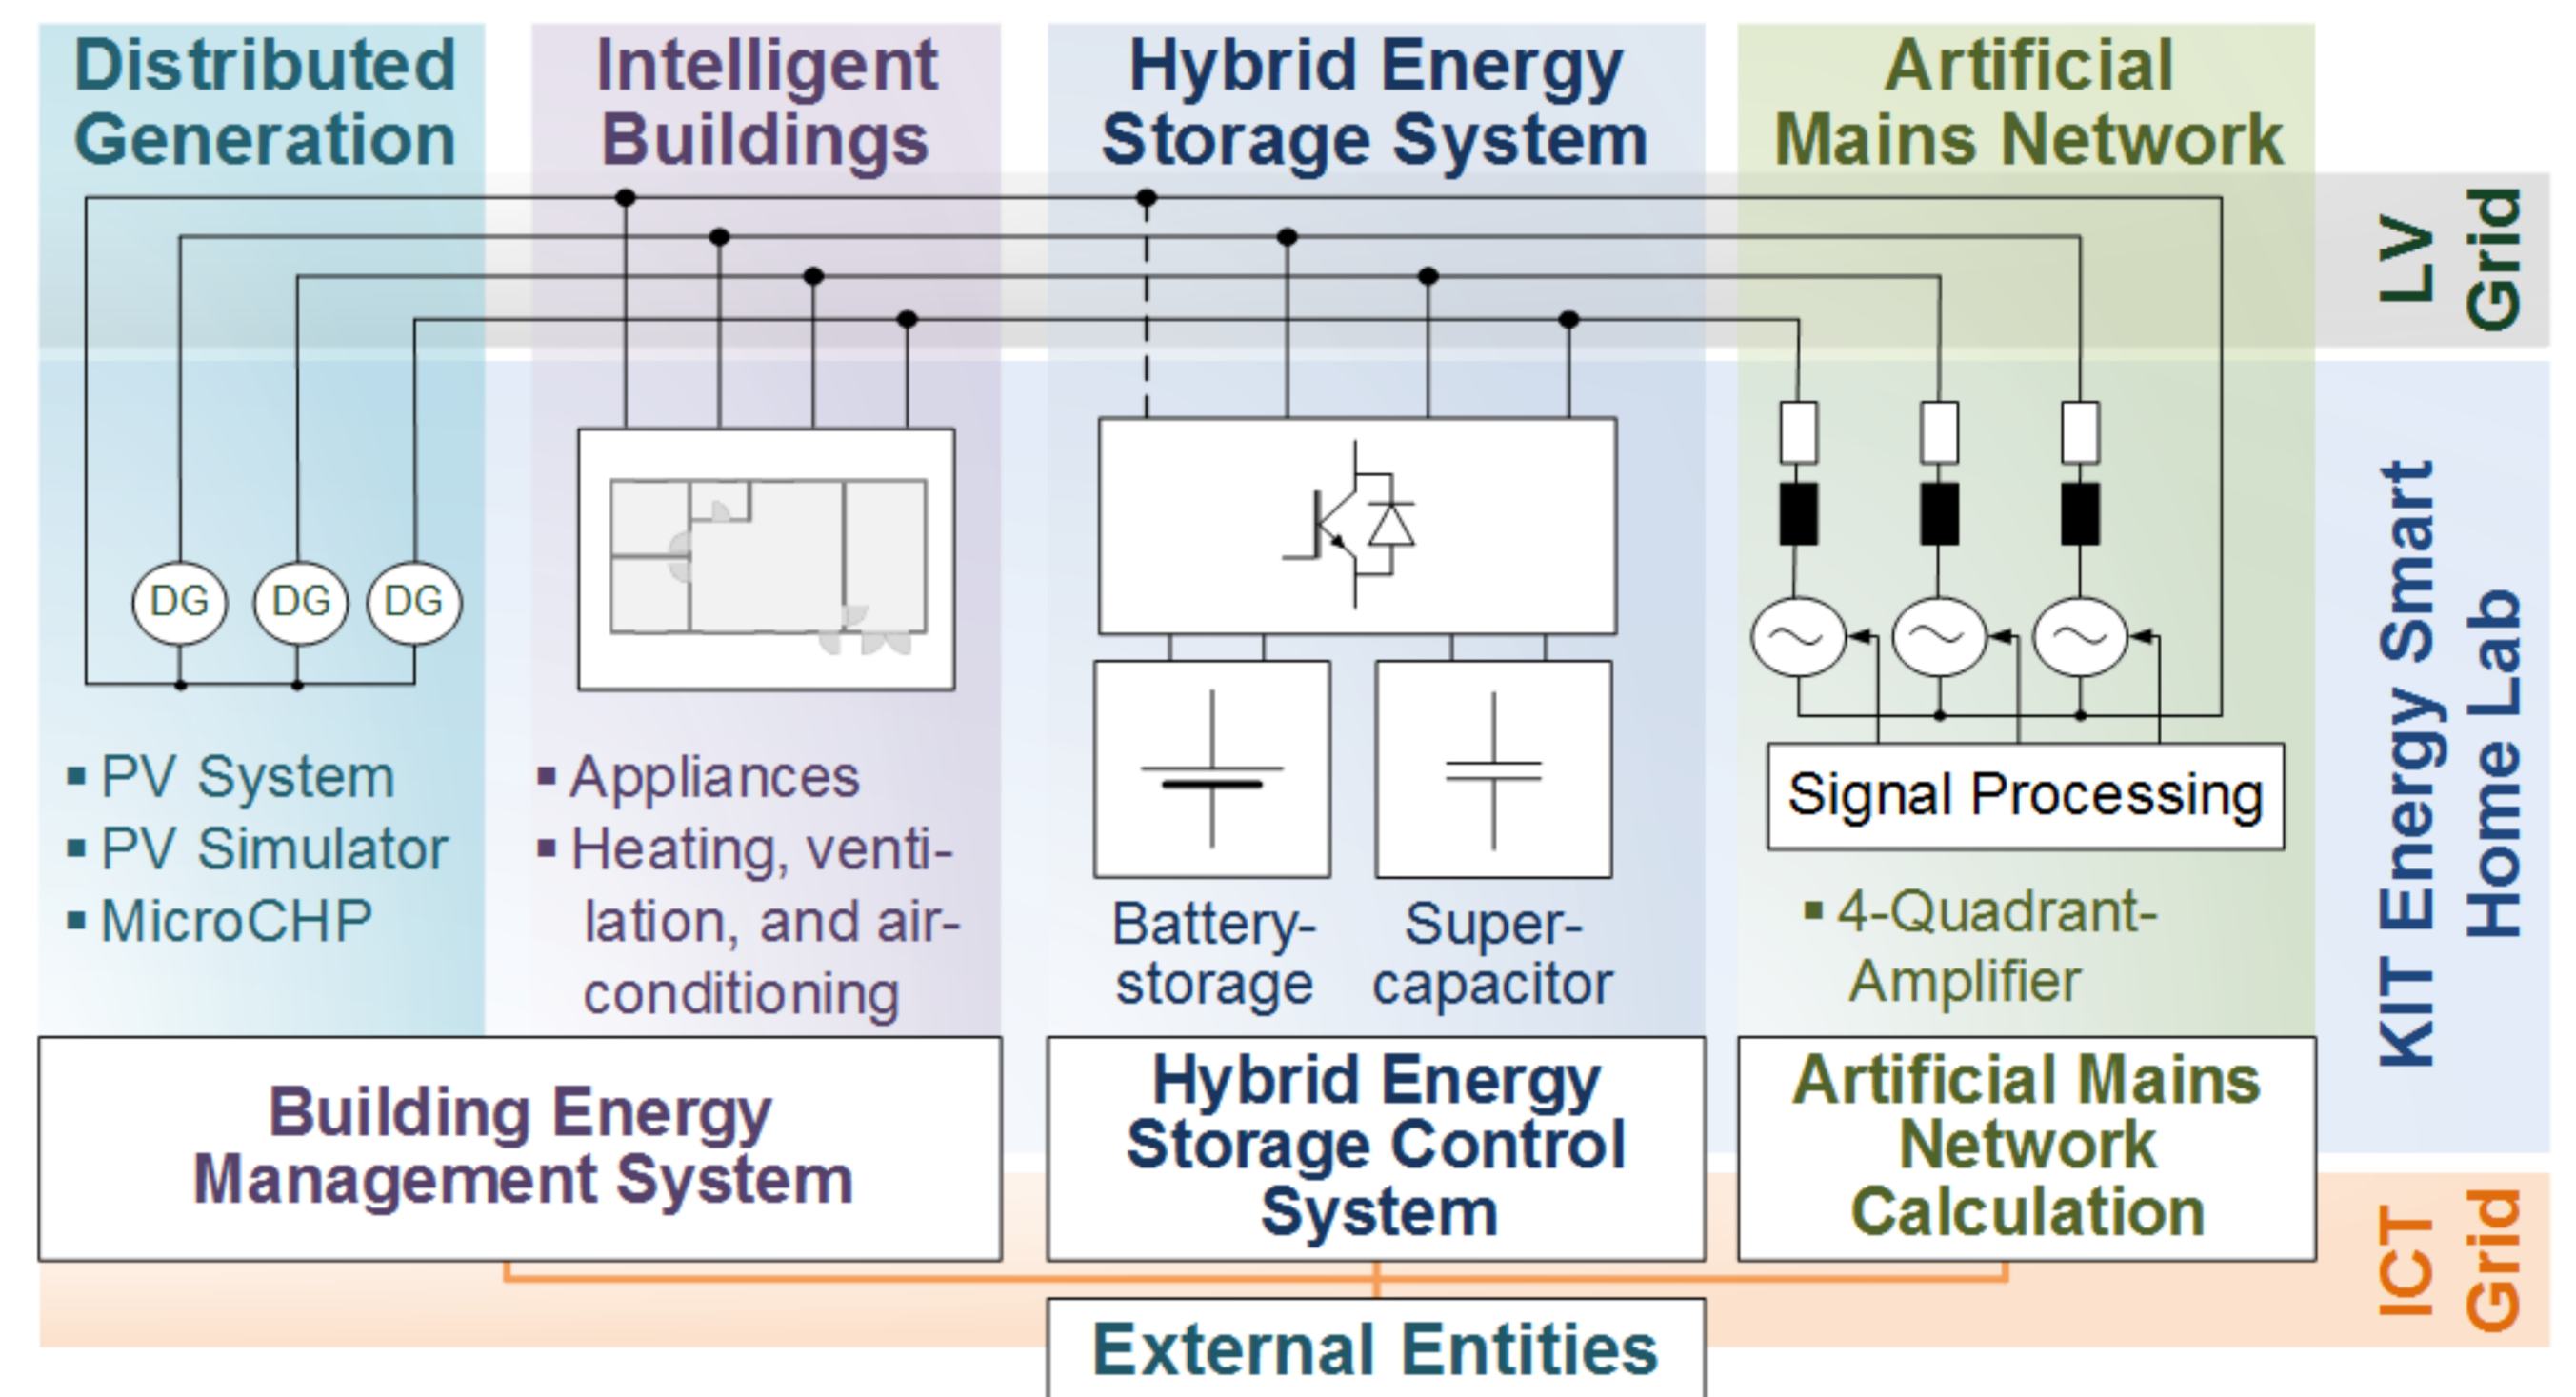 Distributed
Generation
Intelligent
Buildings
Hybrid Energy
Storage System
Artificial
Mains Network
LV
Grid
DG
DG
DG
▪ PV System
▪ PV Simulator
▪ MicroCHP
▪ Appliances
▪ Heating, venti-
lation, and air-
conditioning
Battery-
storage
Super-
capacitor
Signal Processing
▪ 4-Quadrant-
Amplifier
KIT Energy Smart
Home Lab
Building Energy
Management System
Hybrid Energy
Storage Control
System
Artificial Mains
Network
Calculation
ICT
Grid
External Entities